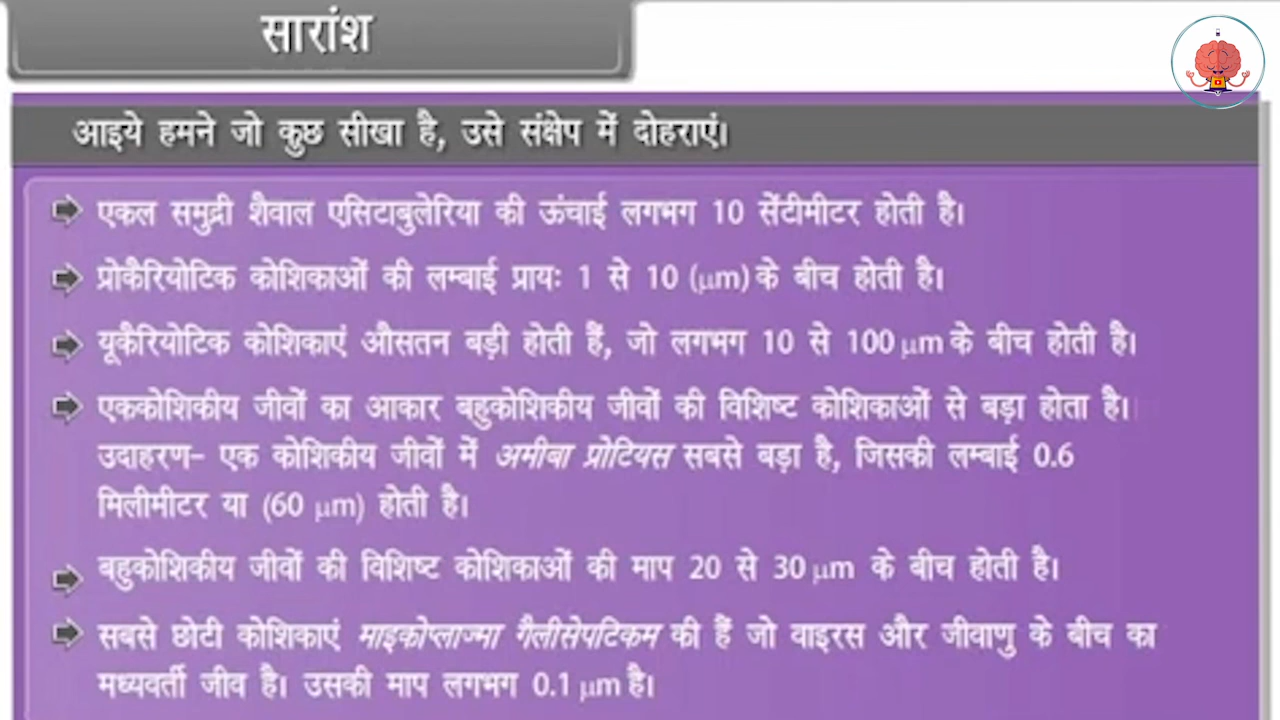 सारांश
आइये हमने जो कुछ सीखा है, उसे संक्षेप में दोहराएं।
एकल समुद्री शैवाल एसिटाबुलेरिया की ऊंचाई लगभग 10 सेंटीमीटर होती है।
प्रोकैरियोटिक कोशिकाओं की लम्बाई प्रायः 1 से 10 (μm) के बीच होती है।
यूकैरियोटिक कोशिकाएं औसतन बड़ी होती हैं, जो लगभग 10 से 100 μm के बीच होती है।
एककोशिकीय जीवों का आकार बहुकोशिकीय जीवों की विशिष्ट कोशिकाओं से बड़ा होता है।
उदाहरण– एक कोशिकीय जीवों में अमीबा प्रोटियस सबसे बड़ा है, जिसकी लम्बाई 0.6
मिलीमीटर या (60 μm) होती है।
बहुकोशिकीय जीवों की विशिष्ट कोशिकाओं की माप 20 से 30 μm के बीच होती है।
सबसे छोटी कोशिकाएं माइकोप्लाज्मा गैलीसेपटिकम की हैं जो वाइरस और जीवाणु के बीच का
मध्यवर्ती जीव है। उसकी माप लगभग 0.1 μm है।